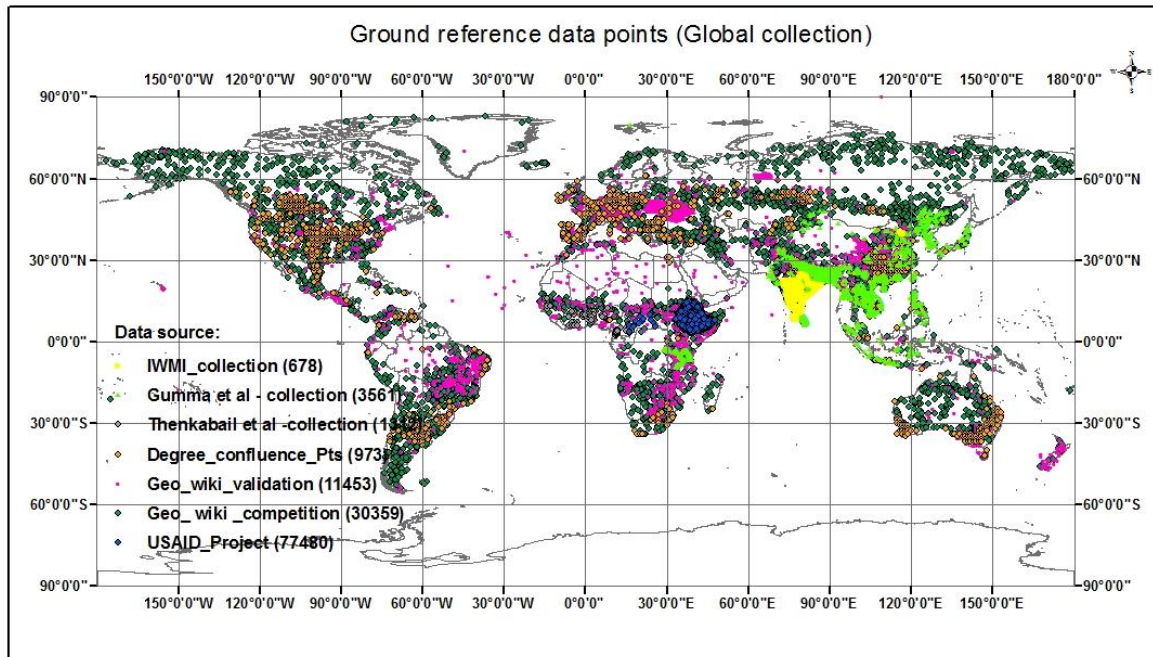 Ground reference data points (Global collection)
N
W E
S
150°0'0"W 120°0'0"W 90°0'0"W 60°0'0"W 30°0'0"W 0°0'0" 30°0'0"E 60°0'0"E 90°0'0"E 120°0'0"E 150°0'0"E 180°0'0"
90°0'0" 90°0'0"
60°0'0"N 60°0'0"N
30°0'0"N 30°0'0"N
Data source:
0°0'0" 0°0'0"
IWMI_collection (678)
Gumma et al - collection (3561)
30°0'0"S 30°0'0"S
Thenkabail et al -collection
Degree_confluence_Pts (973)
Geo_wiki_validation (11453)
60°0'0"S 60°0'0"S
Geo_ wiki _competition (30359)
USAID_Project (77480)
90°0'0" 90°0'0"
150°0'0"W 120°0'0"W 90°0'0"W 60°0'0"W 30°0'0"W 0°0'0" 30°0'0"E 60°0'0"E 90°0'0"E 120°0'0"E 150°0'0"E